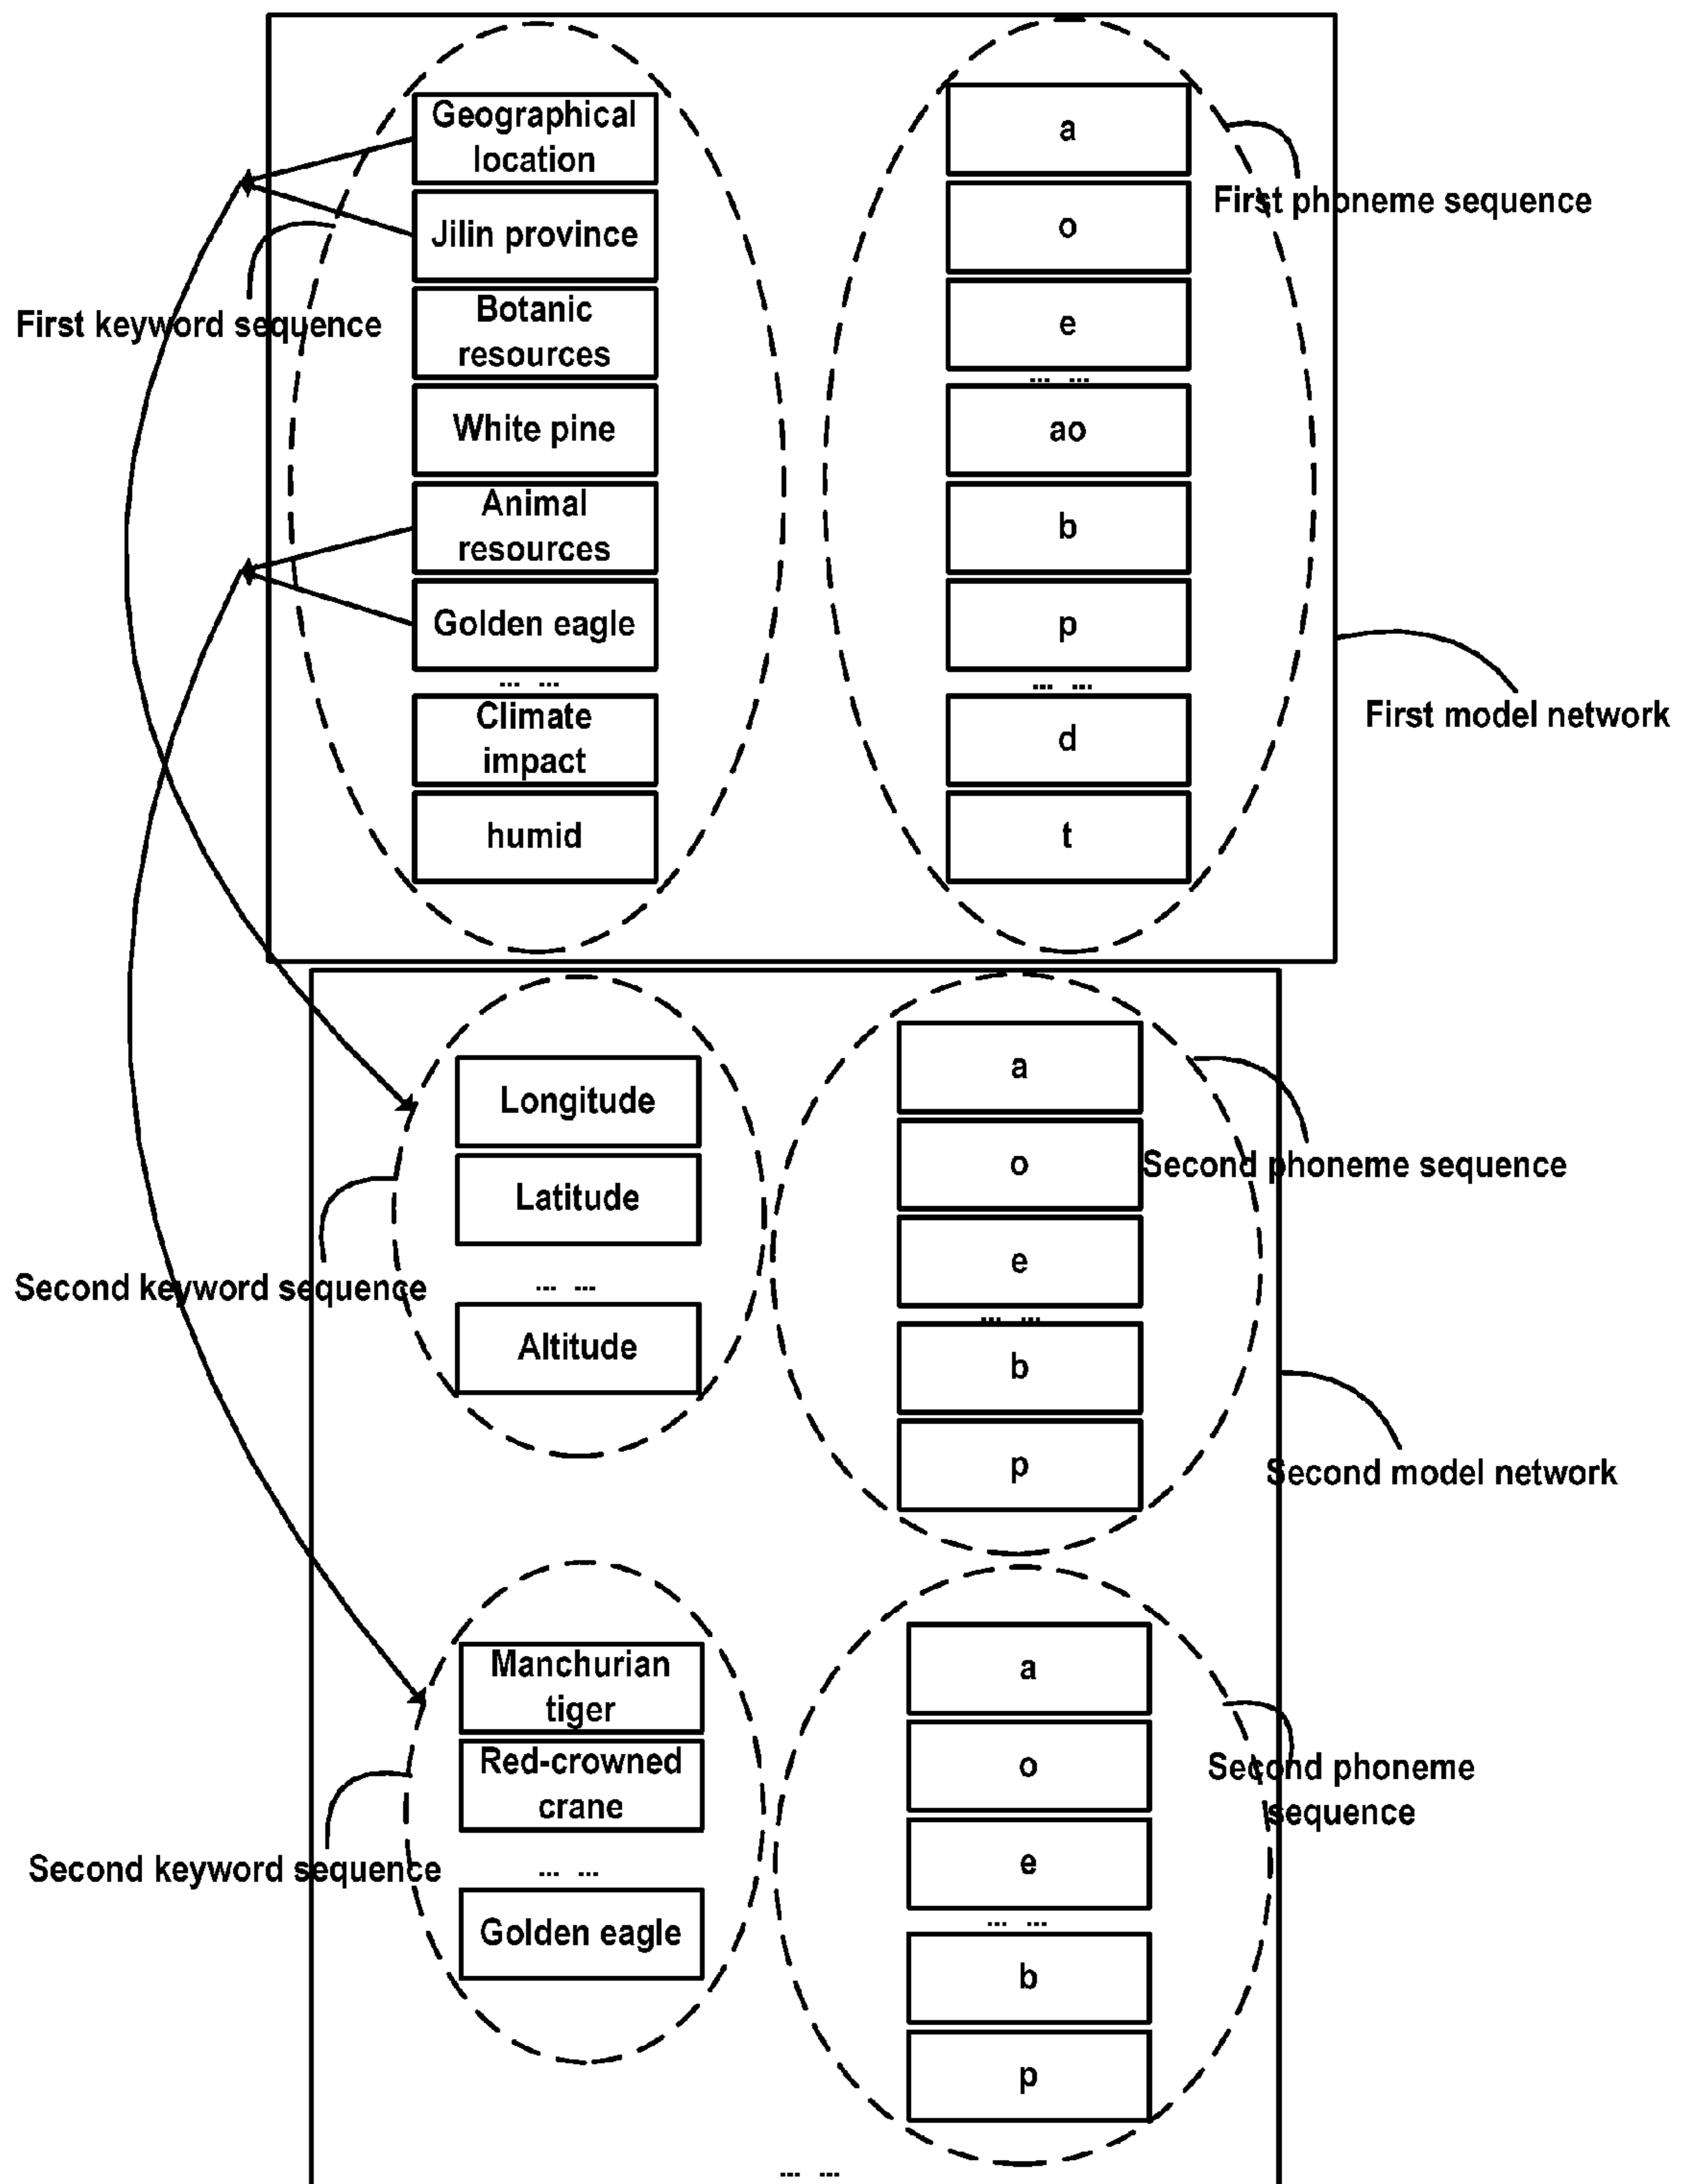 Geographical
location
Jilin province
Botanic
resources
White pine
Animal
resources
Golden eagle
... ...
Climate
impact
humid
First keyword sequence
a
o
e
... ...
ao
b
p
... ...
d
t
First phoneme sequence
First model network
Longitude
Latitude
... ...
Altitude
Second keyword sequence
a
o
e
... ...
b
p
Second phoneme sequence
Second model network
Manchurian
tiger
Red-crowned
crane
... ...
Golden eagle
Second keyword sequence
a
o
e
... ...
b
p
Second phoneme
sequence
... ...